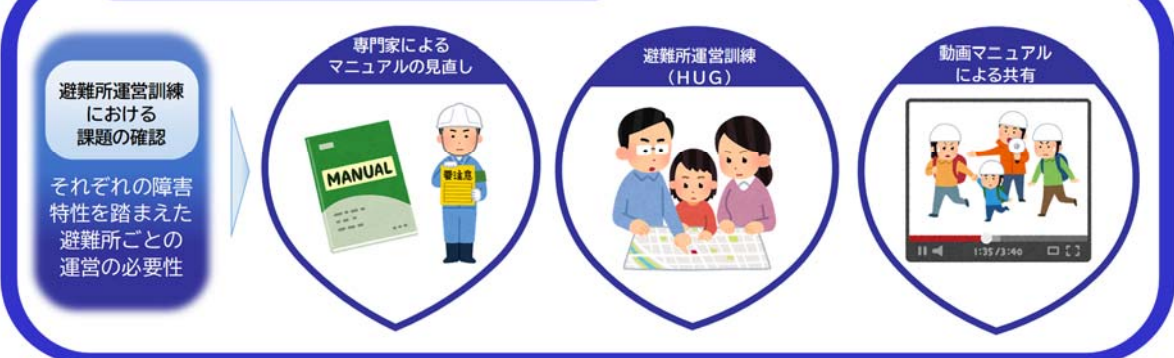 避難所運営訓練
における
課題の確認
それぞれの障害
特性を踏まえた
避難所ごとの
運営の必要性
専門家による
マニュアルの見直し
MANUAL
要注意
避難所運営訓練
（HUG）
動画マニュアル
による共有
1:35/3:40